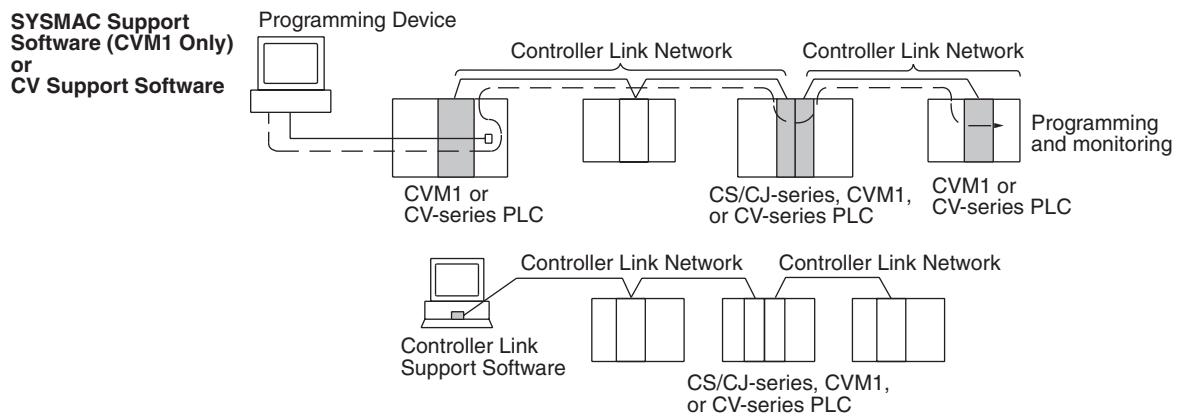 SYSMAC Support
Software (CVM1 Only)
or
CV Support Software
Programming Device
Controller Link Network
Controller Link Network
Programming
and monitoring
CVM1 or
CV-series PLC
CS/CJ-series, CVM1,
or CV-series PLC
CVM1 or
CV-series PLC
Controller Link Network
Controller Link Network
Controller Link
Support Software
CS/CJ-series, CVM1,
or CV-series PLC